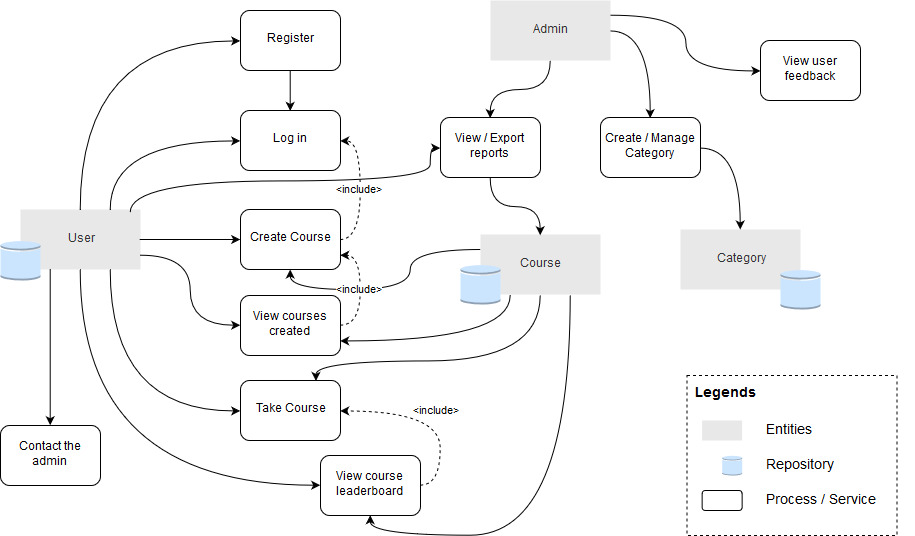 Register
Admin
View user
feedback
Log in
View / Export
reports
Create / Manage
Category
<include>
User
Create Course
Course
Category
<include>
View courses
created
Take Course
<include>
Contact the
admin
View course
leaderboard
Legends
Entities
Repository
Process / Service